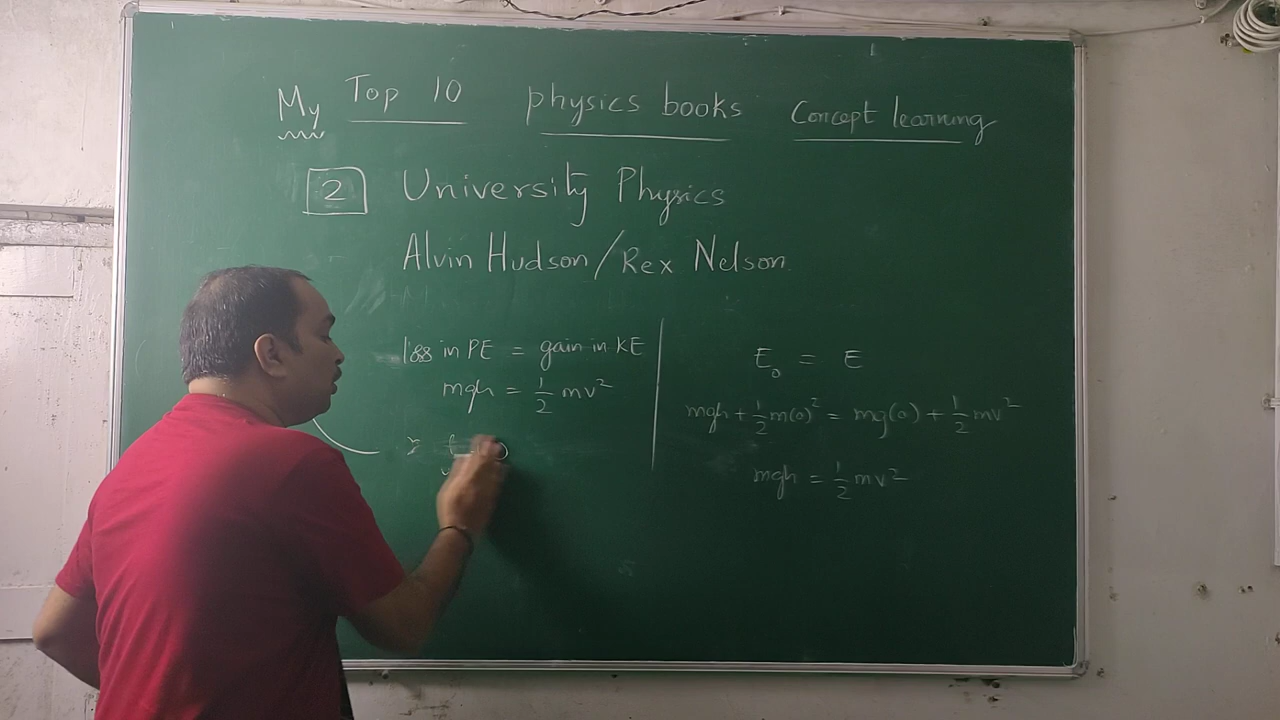 My Top 10 physics books Concept learning
2 University Physics
Alvin Hudson/Rex Nelson
loss in PE = gain in KE
mgh = 1/2 mv²
E₀ = E
mgh + 1/2 m(0)² = mg(0) + 1/2 mv²
mgh = 1/2 mv²